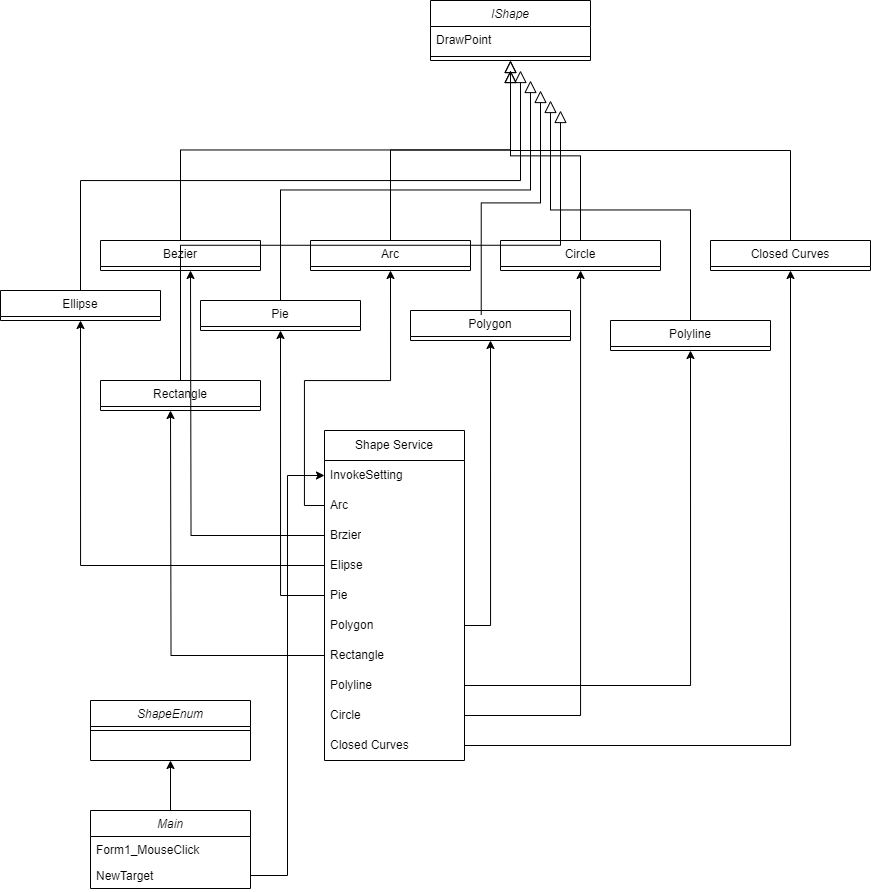 IShape
DrawPoint
Bezier
Arc
Circle
Closed Curves
Ellipse
Pie
Polygon
Polyline
Rectangle
Shape Service
InvokeSetting
Arc
Brzier
Elipse
Pie
Polygon
Rectangle
Polyline
Circle
Closed Curves
ShapeEnum
Main
Form1_MouseClick
NewTarget